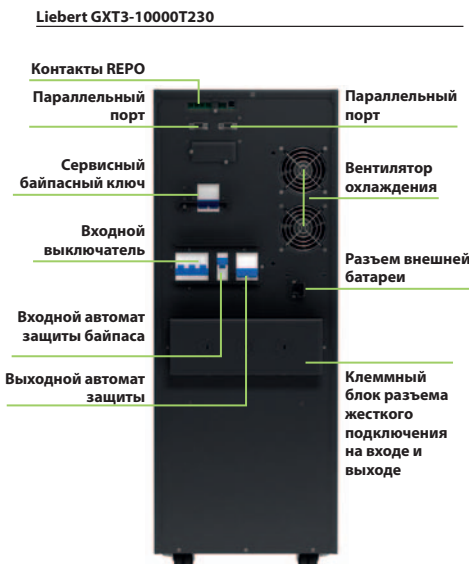 Liebert GXT3-10000T230
Контакты REPO
Параллельный
порт
Сервисный
байпасный ключ
Входной
выключатель
Входной автомат
защиты байпаса
Выходной автомат
защиты
Параллельный
порт
Вентилятор
охлаждения
Разъем внешней
батареи
Клеммный
блок разъема
жесткого
подключения
на входе и
выходе